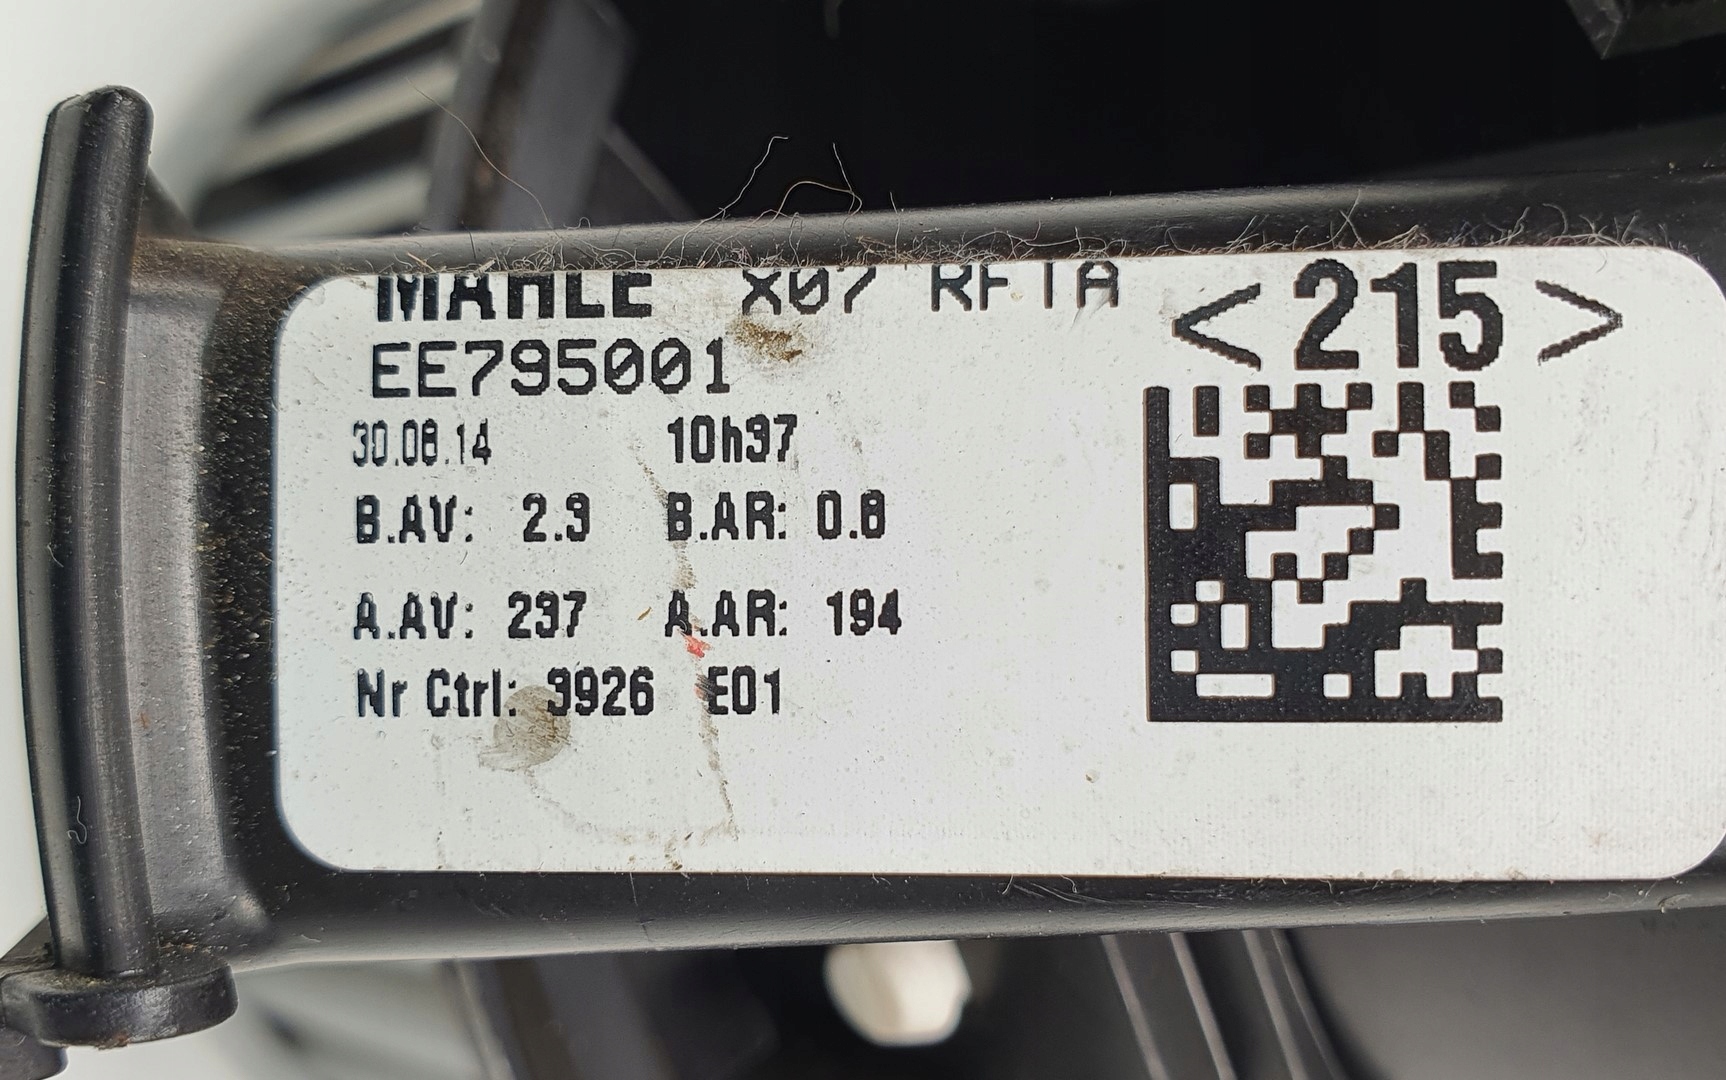 MAHLE X07 RFTA <215>
EE795001
30.08.14 10h37
B.AV: 2.3 B.AR: 0.8
A.AV: 237 A.AR: 194
Nr Ctrl: 3926 E01